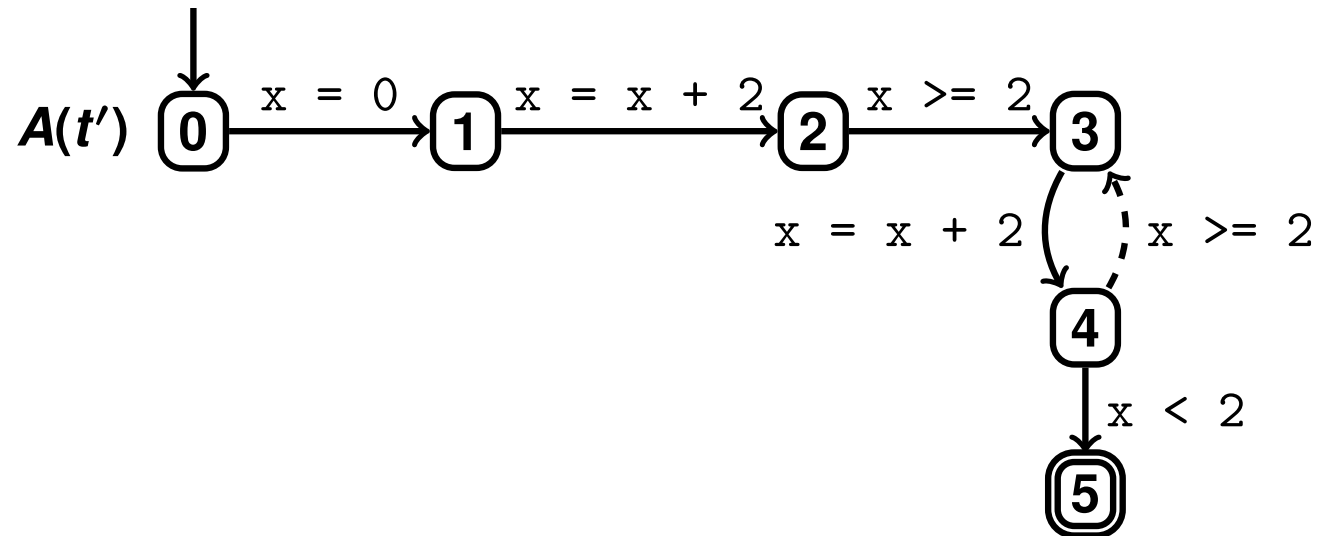 x = 0 x = x + 2 x >= 2
A(t′) 0 1 2 3
x = x + 2 x >= 2
4
x < 2
5